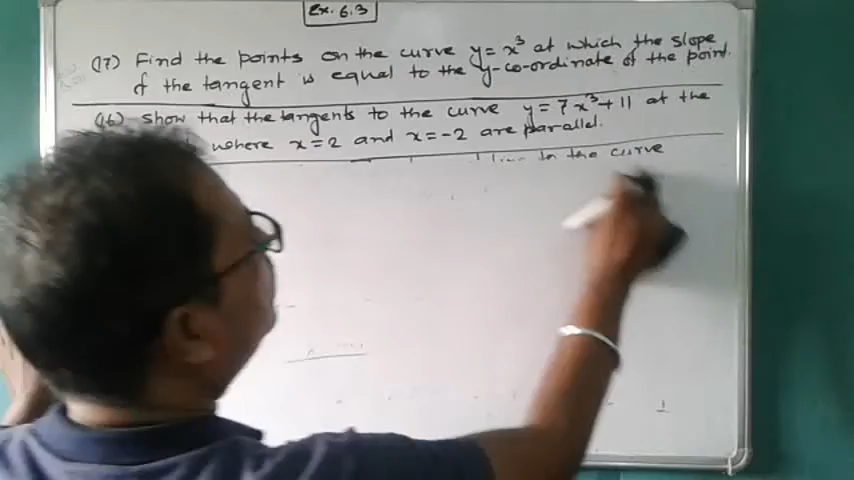 Ex. 6.3
(17) Find the points on the curve y = x³ at which the slope
of the tangent is equal to the y-co-ordinate of the point.
(16) Show that the tangents to the curve y = 7x³ + 11 at the
where x = 2 and x = -2 are parallel.
to the curve